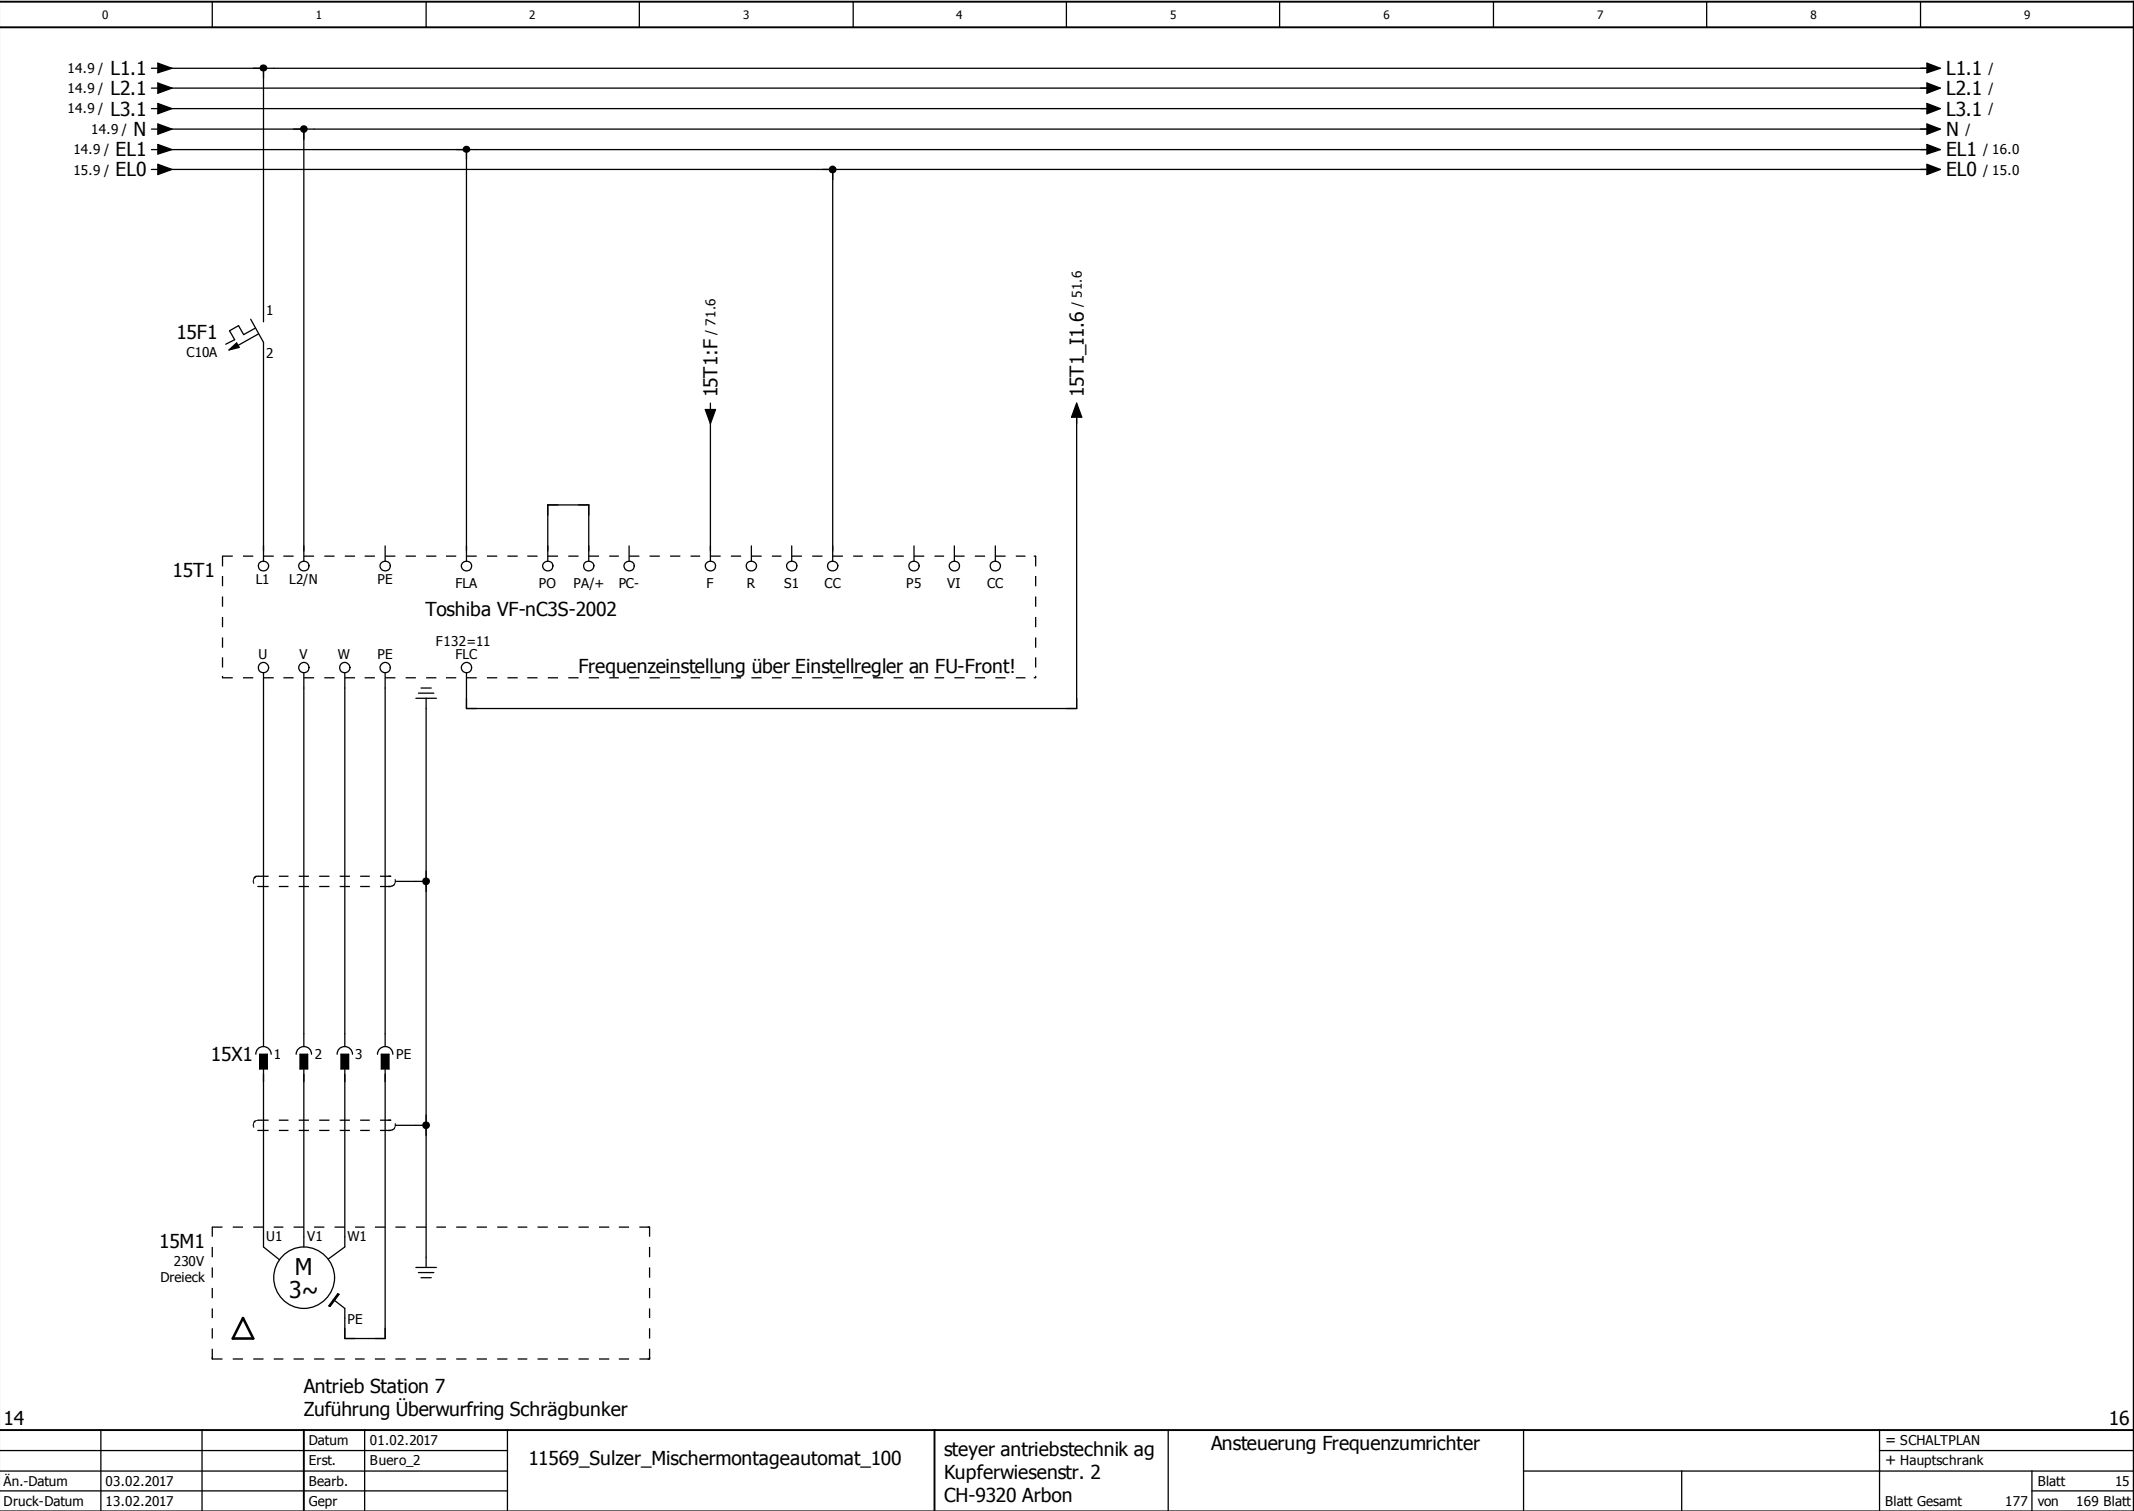 0 1 2 3 4 5 6 7 8 9
14.9 / L1.1 L1.1 /
14.9 / L2.1 L2.1 /
14.9 / L3.1 L3.1 /
14.9 / N N /
14.9 / EL1 EL1 / 16.0
15.9 / EL0 EL0 / 15.0
15T1:F / 71.6
15T1_I1.6 / 51.6
1
15F1
C10A
2
15T1
L1 L2/N PE FLA PO PA/+ PC- F R S1 CC P5 VI CC
Toshiba VF-nC3S-2002
F132=11
U V W PE FLC
Frequenzeinstellung über Einstellregler an FU-Front!
15X1 1 2 3 PE
15M1 U1 V1 W1
230V
Dreieck
M
3~
PE
Antrieb Station 7
Zuführung Überwurfring Schrägbunker
14 16
Datum 01.02.2017
Erst. Buero_2
Än.-Datum 03.02.2017 Bearb.
Druck-Datum 13.02.2017 Gepr
11569_Sulzer_Mischermontageautomat_100
steyer antriebstechnik ag
Kupferwiesenstr. 2
CH-9320 Arbon
Ansteuerung Frequenzumrichter
= SCHALTPLAN
+ Hauptschrank
Blatt 15
Blatt Gesamt 177 von 169 Blatt